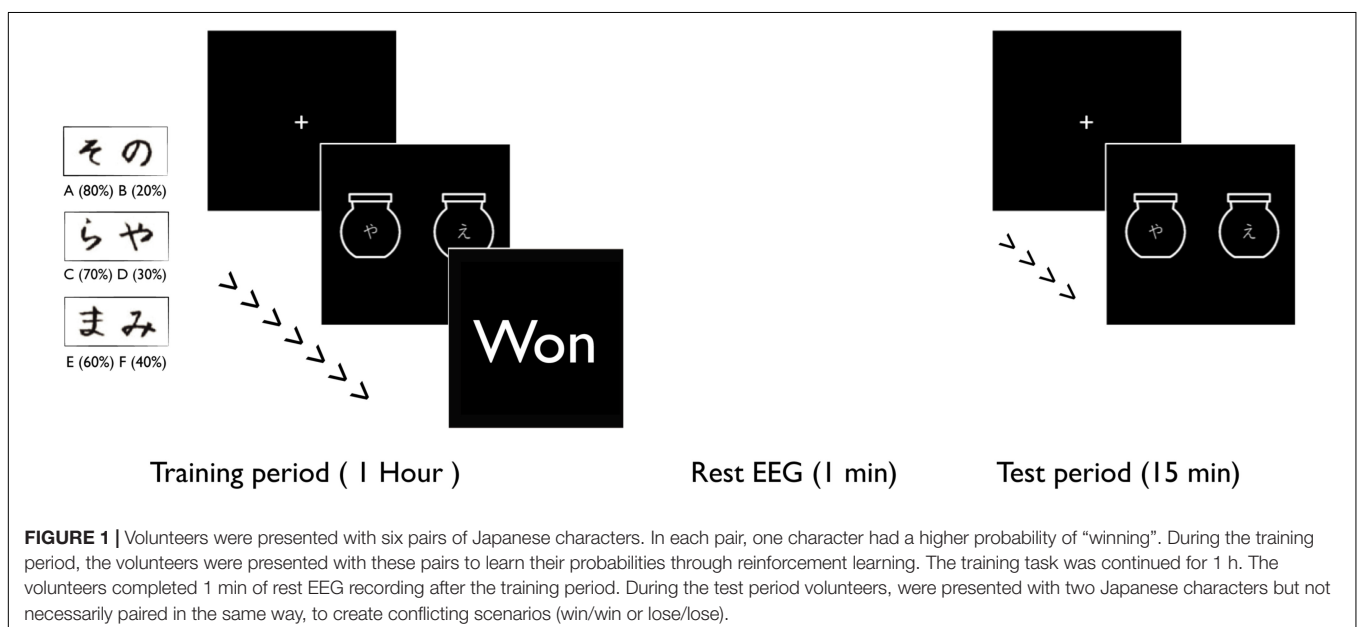 その
A (80%) B (20%)
らや
C (70%) D (30%)
まみ
E (60%) F (40%)
+
や え
Won
+
や え
Training period ( 1 Hour )
Rest EEG (1 min)
Test period (15 min)
FIGURE 1 | Volunteers were presented with six pairs of Japanese characters. In each pair, one character had a higher probability of “winning”. During the training
period, the volunteers were presented with these pairs to learn their probabilities through reinforcement learning. The training task was continued for 1 h. The
volunteers completed 1 min of rest EEG recording after the training period. During the test period volunteers, were presented with two Japanese characters but not
necessarily paired in the same way, to create conflicting scenarios (win/win or lose/lose).